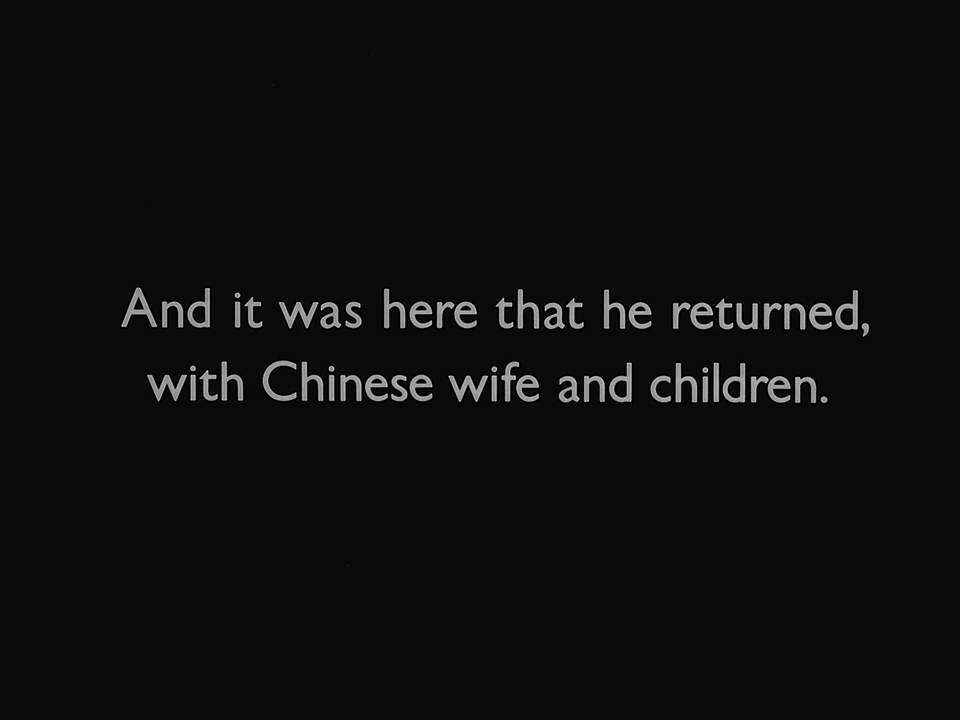 And it was here that he returned,
with Chinese wife and children.